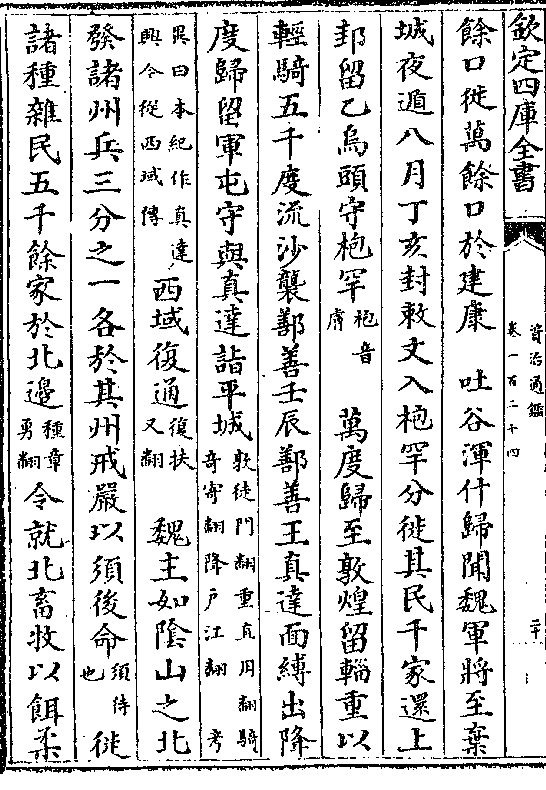 欽定四庫全書
資治通鑑
卷一百二十四
二十
餘口徙萬餘口於建康　吐谷渾什歸聞魏軍將至棄
城夜遁八月丁亥封敕文入枹罕分徙其民千家還上
邽留乙烏頭守枹罕枹音膚　萬度歸至敦煌留輜重以
輕騎五千度流沙襲鄯善壬辰鄯善王真達面縛出降
度歸留軍屯守與真達詣平城敦徒門翻重直用翻騎奇寄翻降戶江翻考
異曰本紀作真達興今從西域傳西域復通復扶又翻　魏主如陰山之北
發諸州兵三分之一各於其州戒嚴以須後命須待也徙
諸種雜民五千餘家於北邊種章勇翻令就北畜牧以餌柔